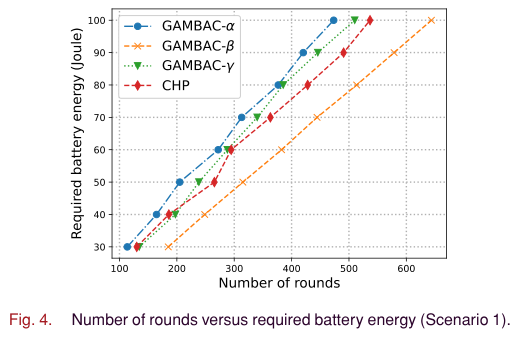 GAMBAC-α
GAMBAC-β
GAMBAC-γ
CHP
Required battery energy (Joule)
100
90
80
70
60
50
40
30
100 200 300 400 500 600
Number of rounds
Fig. 4. Number of rounds versus required battery energy (Scenario 1).